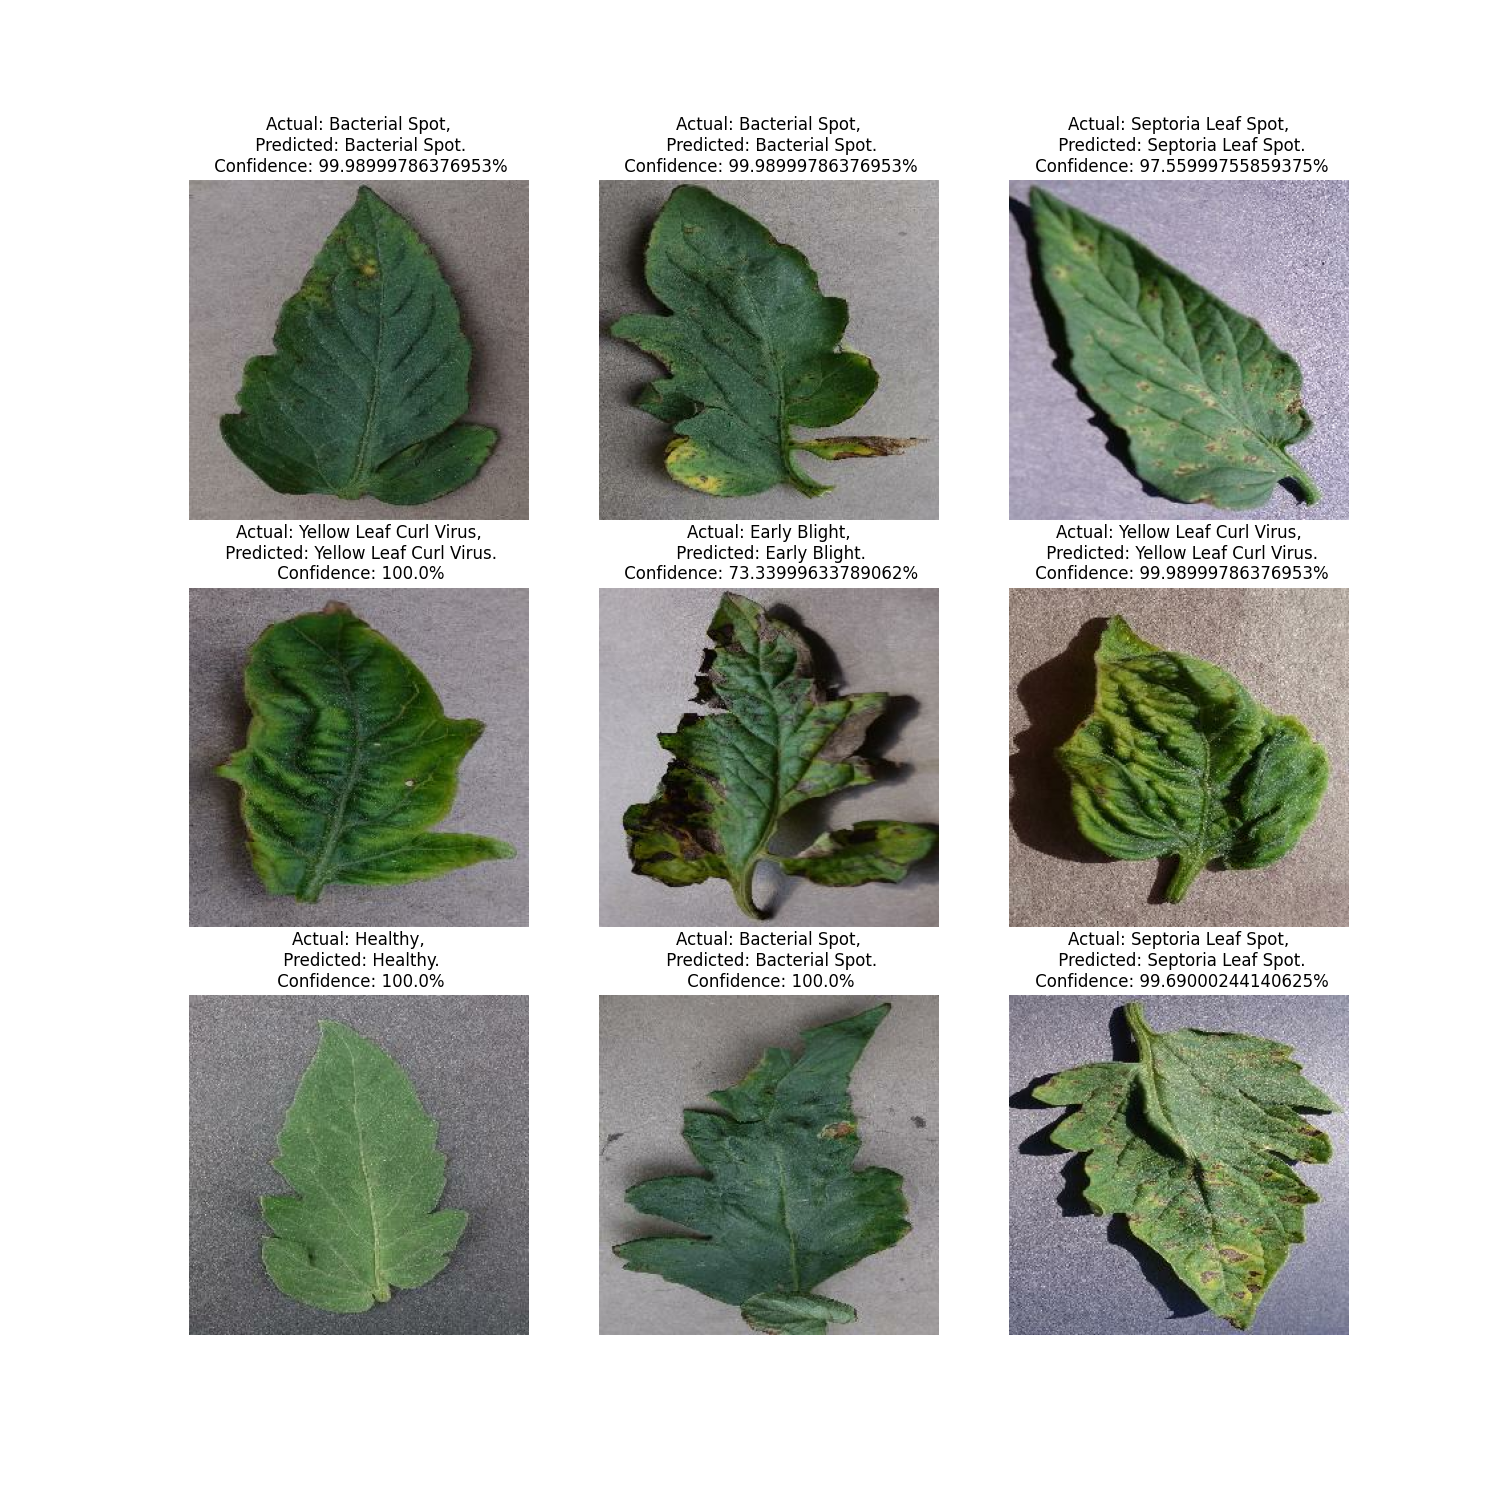 Actual: Bacterial Spot,
Predicted: Bacterial Spot.
Confidence: 99.98999786376953%
Actual: Bacterial Spot,
Predicted: Bacterial Spot.
Confidence: 99.98999786376953%
Actual: Septoria Leaf Spot,
Predicted: Septoria Leaf Spot.
Confidence: 97.55999755859375%
Actual: Yellow Leaf Curl Virus,
Predicted: Yellow Leaf Curl Virus.
Confidence: 100.0%
Actual: Early Blight,
Predicted: Early Blight.
Confidence: 73.33999633789062%
Actual: Yellow Leaf Curl Virus,
Predicted: Yellow Leaf Curl Virus.
Confidence: 99.98999786376953%
Actual: Healthy,
Predicted: Healthy.
Confidence: 100.0%
Actual: Bacterial Spot,
Predicted: Bacterial Spot.
Confidence: 100.0%
Actual: Septoria Leaf Spot,
Predicted: Septoria Leaf Spot.
Confidence: 99.69000244140625%